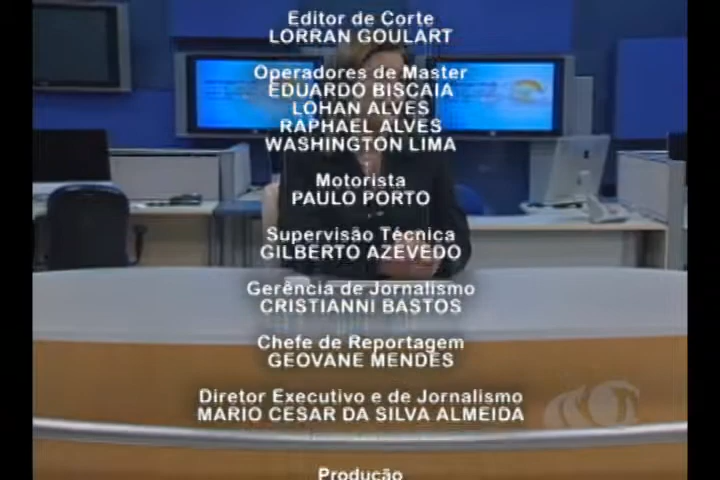 Editor de Corte
LORRAN GOULART
Operadores de Master
EDUARDO BISCAIA
LOHAN ALVES
RAPHAEL ALVES
WASHINGTON LIMA
Motorista
PAULO PORTO
Supervisão Técnica
GILBERTO AZEVEDO
Gerência de Jornalismo
CRISTIANNI BASTOS
Chefe de Reportagem
GEOVANE MENDES
Diretor Executivo e de Jornalismo
MARIO CESAR DA SILVA ALMEIDA
Produção